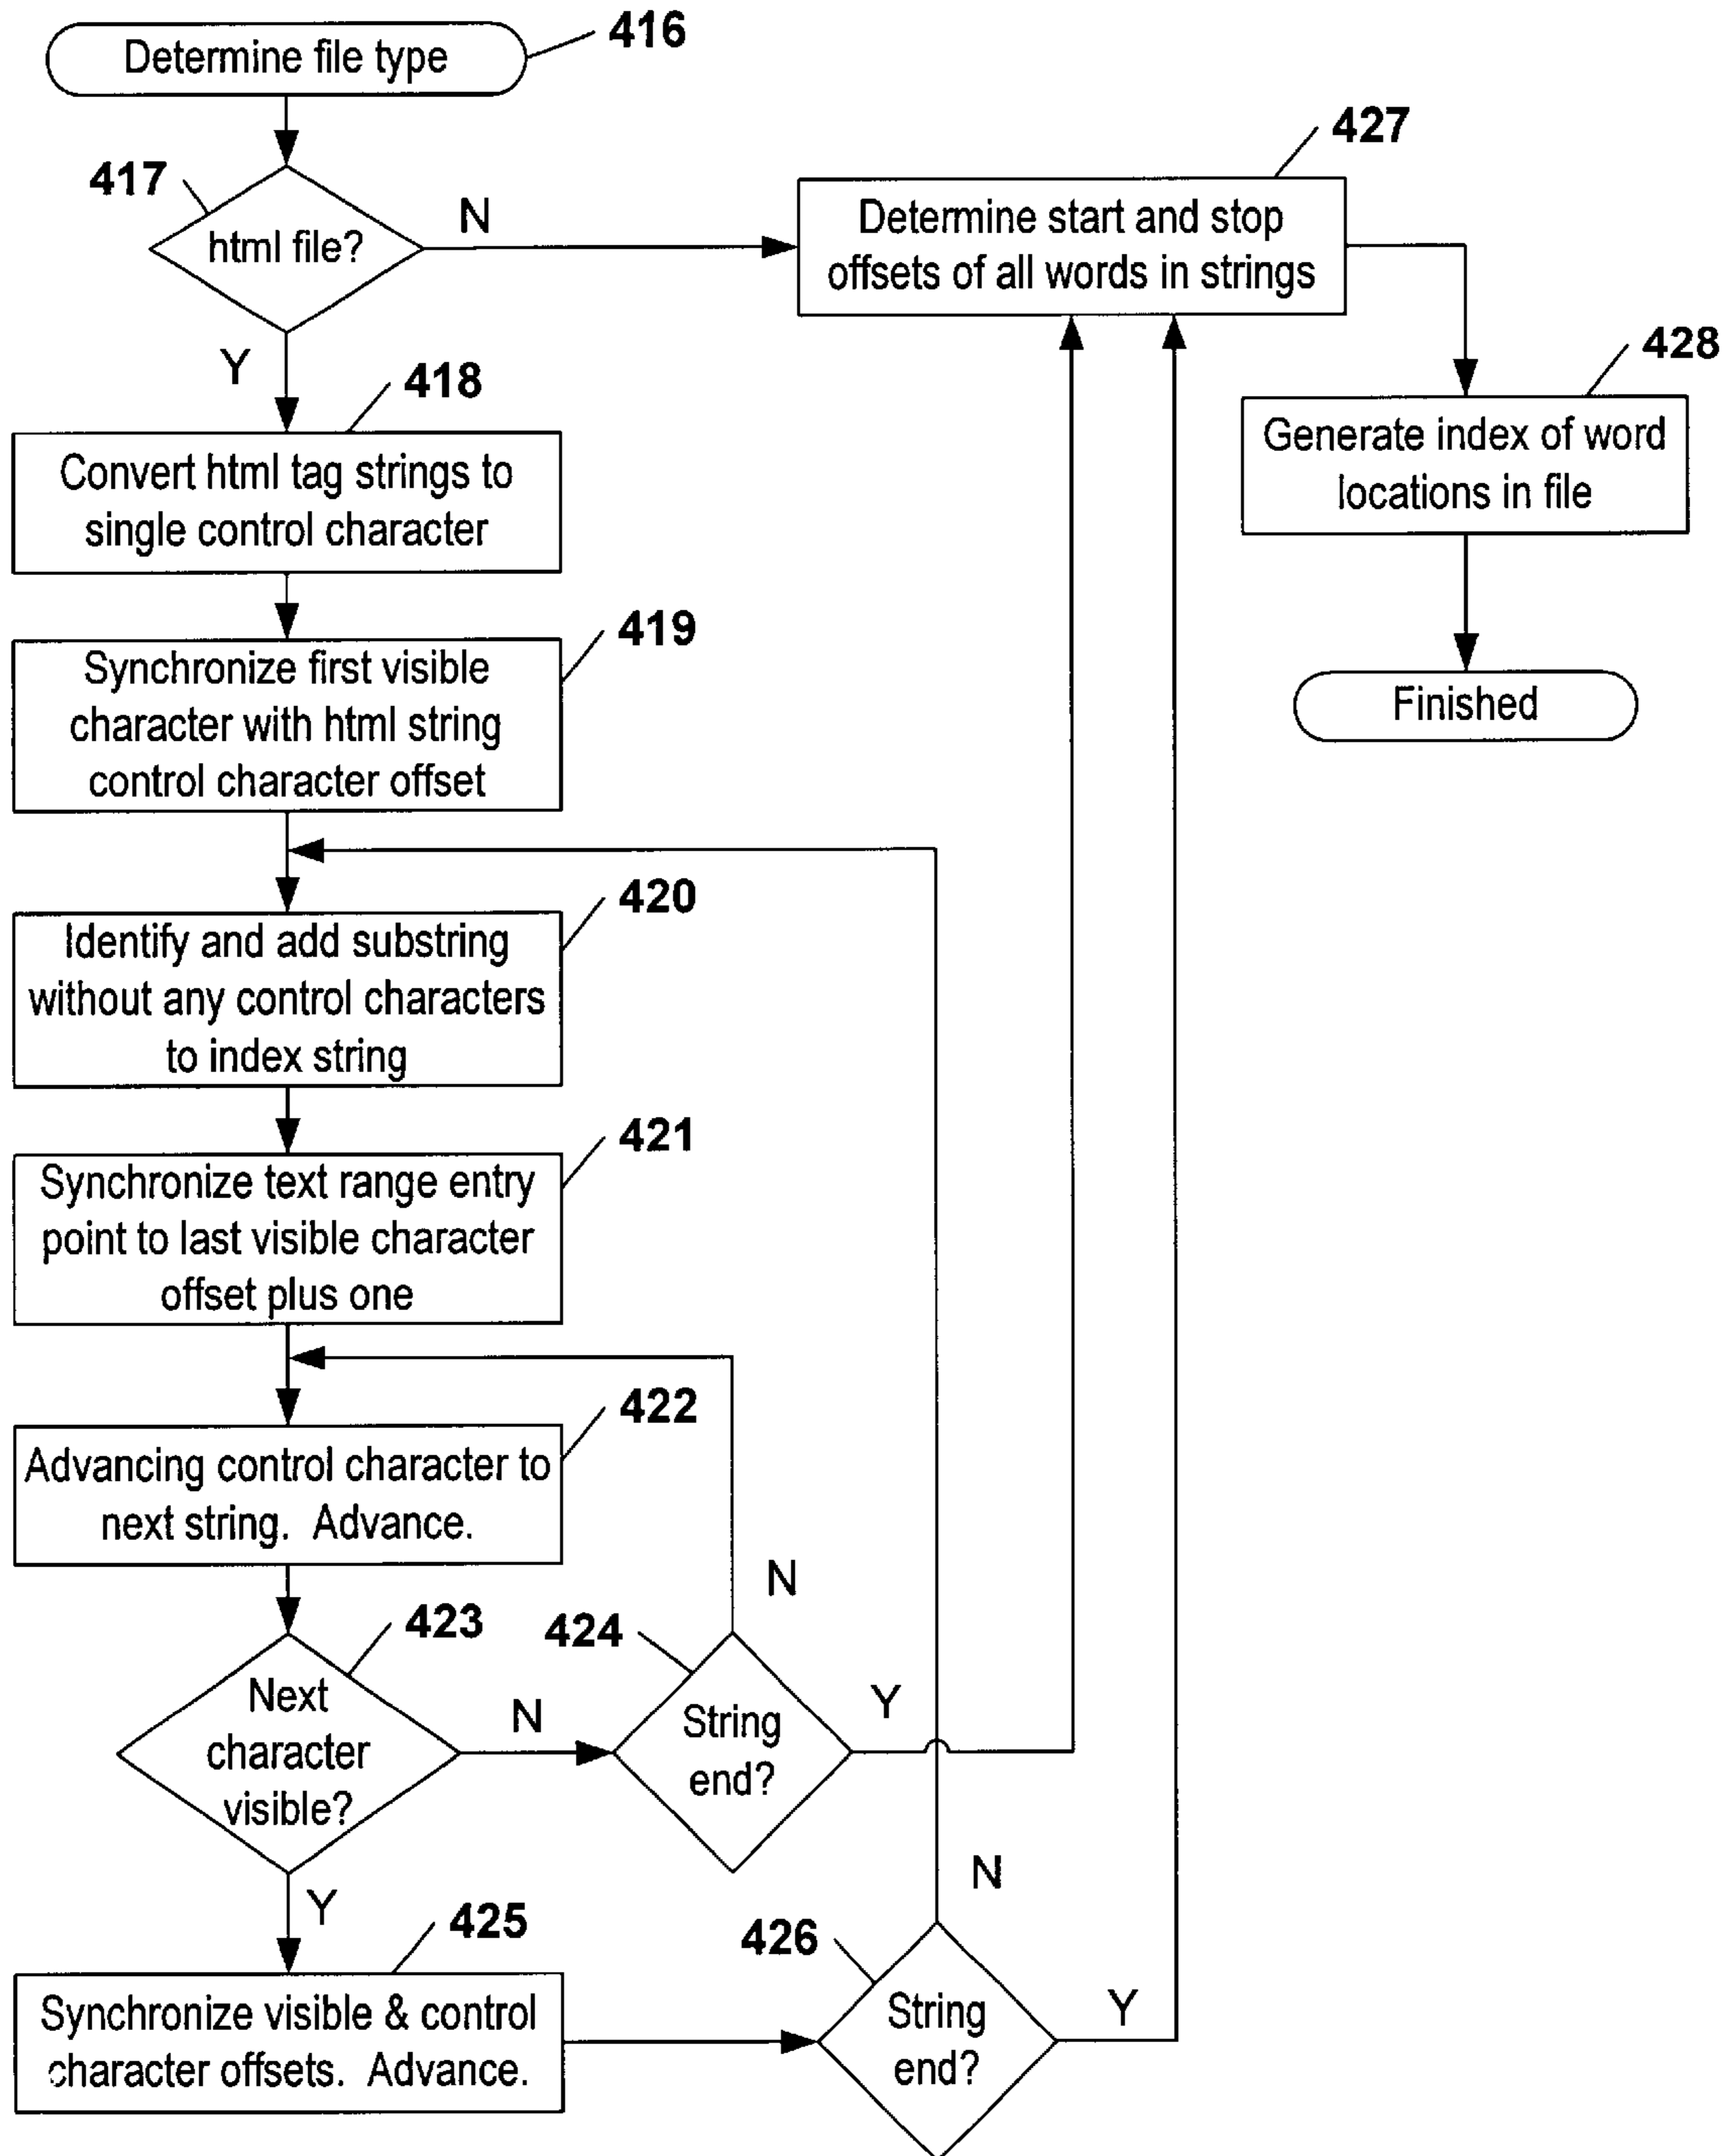 Determine file type
416
417
html file?
N
Y
427
Determine start and stop
offsets of all words in strings
428
Generate index of word
locations in file
Finished
418
Convert html tag strings to
single control character
419
Synchronize first visible
character with html string
control character offset
420
Identify and add substring
without any control characters
to index string
421
Synchronize text range entry
point to last visible character
offset plus one
422
Advancing control character to
next string. Advance.
423
Next
character
visible?
N
Y
424
String
end?
N
Y
425
Synchronize visible & control
character offsets. Advance.
426
String
end?
N
Y